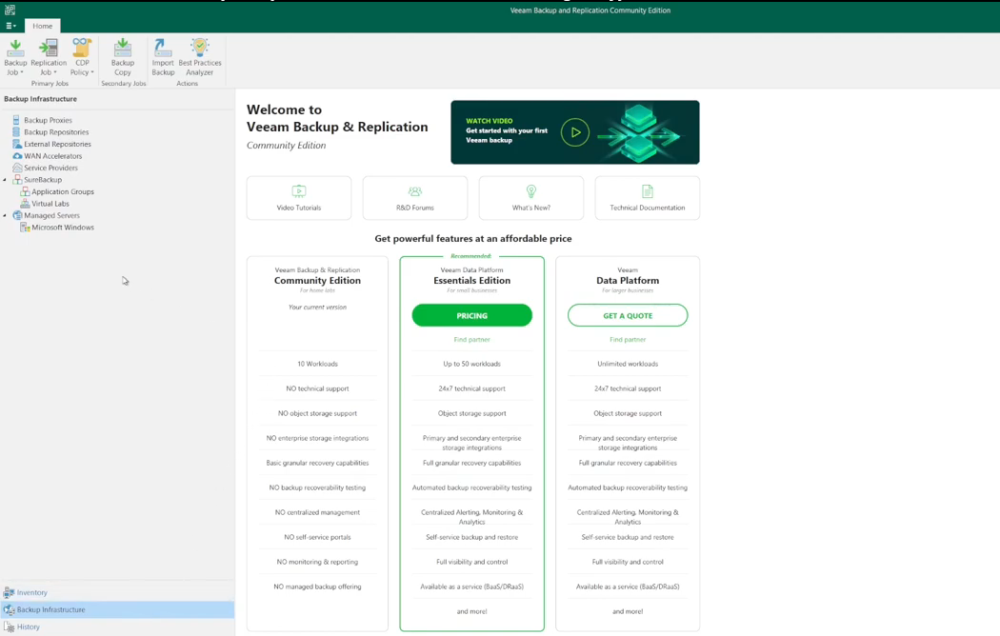 Veeam Backup and Replication Community Edition
Home
Backup Job
Replication Job
CDP Policy
Backup Copy
Import Backup
Best Practices Analyzer
Primary Jobs
Secondary Jobs
Actions
Backup Infrastructure
Backup Proxies
Backup Repositories
External Repositories
WAN Accelerators
Service Providers
SureBackup
Application Groups
Virtual Labs
Managed Servers
Microsoft Windows
Inventory
Backup Infrastructure
History
Welcome to
Veeam Backup & Replication
Community Edition
WATCH VIDEO
Get started with your first
Veeam backup
Video Tutorials
R&D Forums
What's New?
Technical Documentation
Get powerful features at an affordable price
Veeam Backup & Replication
Community Edition
For home labs
Your current version
10 Workloads
NO technical support
NO object storage support
NO enterprise storage integrations
Basic granular recovery capabilities
NO backup recoverability testing
NO centralized management
NO self-service portals
NO monitoring & reporting
NO managed backup offering
Recommended:
Veeam Data Platform
Essentials Edition
For small businesses
PRICING
Find partner
Up to 50 workloads
24x7 technical support
Object storage support
Primary and secondary enterprise
storage integrations
Full granular recovery capabilities
Automated backup recoverability testing
Centralized Alerting, Monitoring &
Analytics
Self-service backup and restore
Full visibility and control
Available as a service (BaaS/DRaaS)
and more!
Veeam
Data Platform
For larger businesses
GET A QUOTE
Find partner
Unlimited workloads
24x7 technical support
Object storage support
Primary and secondary enterprise
storage integrations
Full granular recovery capabilities
Automated backup recoverability testing
Centralized Alerting, Monitoring &
Analytics
Self-service backup and restore
Full visibility and control
Available as a service (BaaS/DRaaS)
and more!